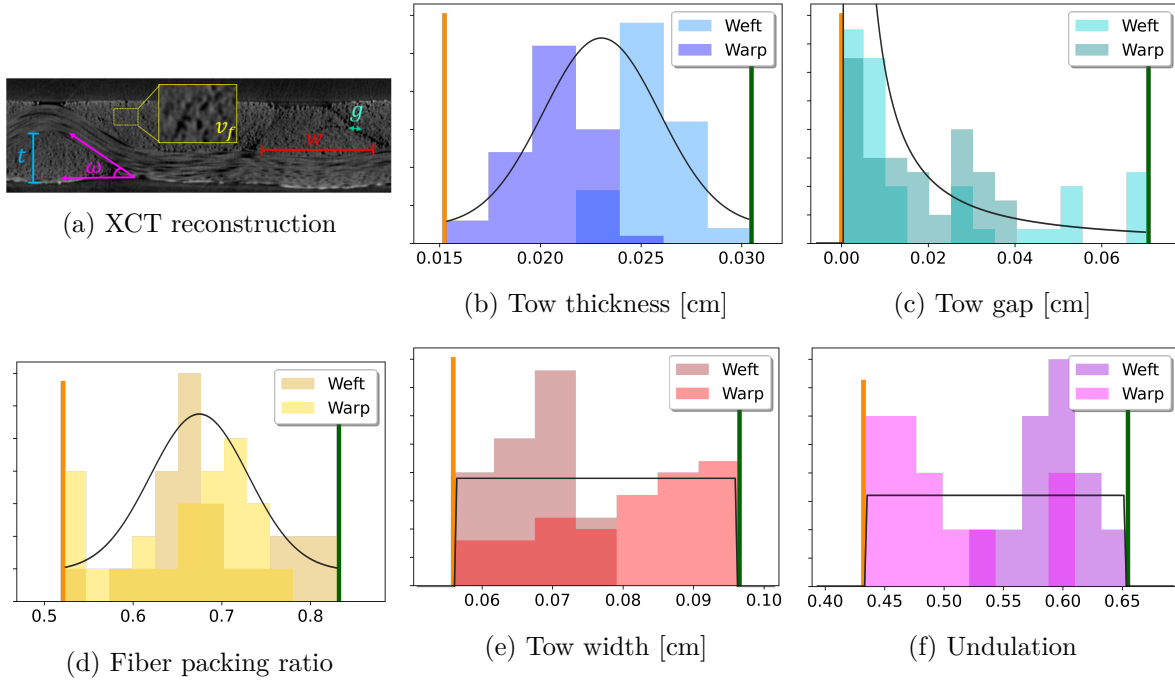 t
ω
v_f
w
g
(a) XCT reconstruction
Weft
Warp
0.015 0.020 0.025 0.030
(b) Tow thickness [cm]
Weft
Warp
0.00 0.02 0.04 0.06
(c) Tow gap [cm]
Weft
Warp
0.5 0.6 0.7 0.8
(d) Fiber packing ratio
Weft
Warp
0.06 0.07 0.08 0.09 0.10
(e) Tow width [cm]
Weft
Warp
0.40 0.45 0.50 0.55 0.60 0.65
(f) Undulation